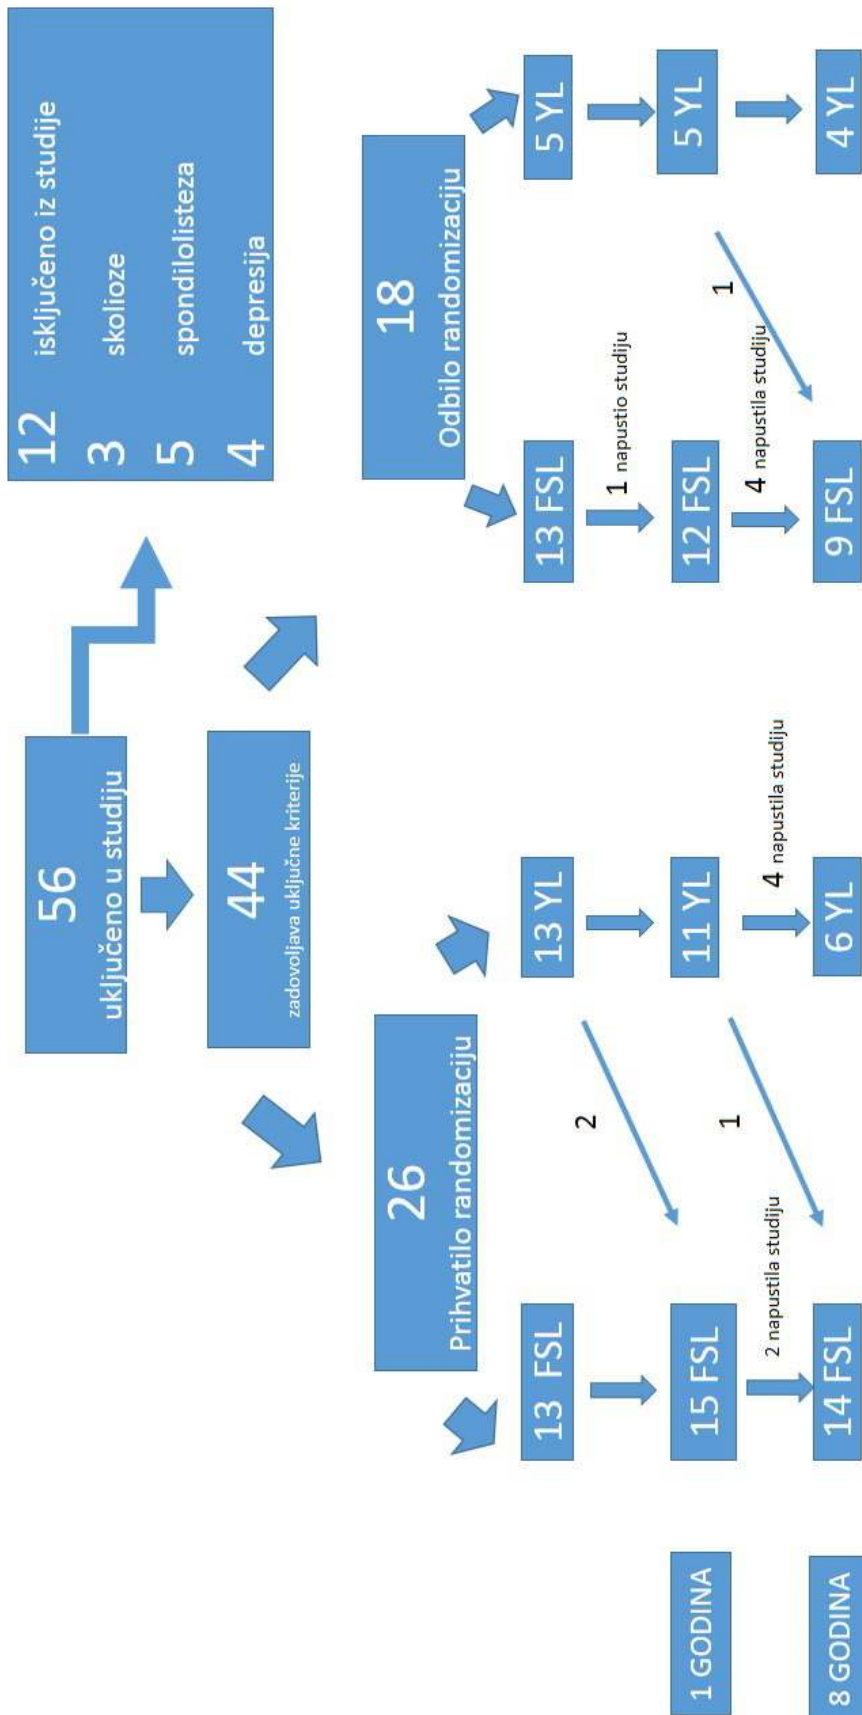 56
uključeno u studiju
12 isključeno iz studije
3 skolioze
5 spondilolisteza
4 depresija
44
zadovoljava uključne kriterije
26
Prihvatilo randomizaciju
18
Odbilo randomizaciju
13 FSL
13 YL
13 FSL
5 YL
2
1 napustio studiju
1 GODINA
15 FSL
11 YL
12 FSL
5 YL
2 napustila studiju
1
4 napustila studiju
4 napustila studiju
1
8 GODINA
14 FSL
6 YL
9 FSL
4 YL